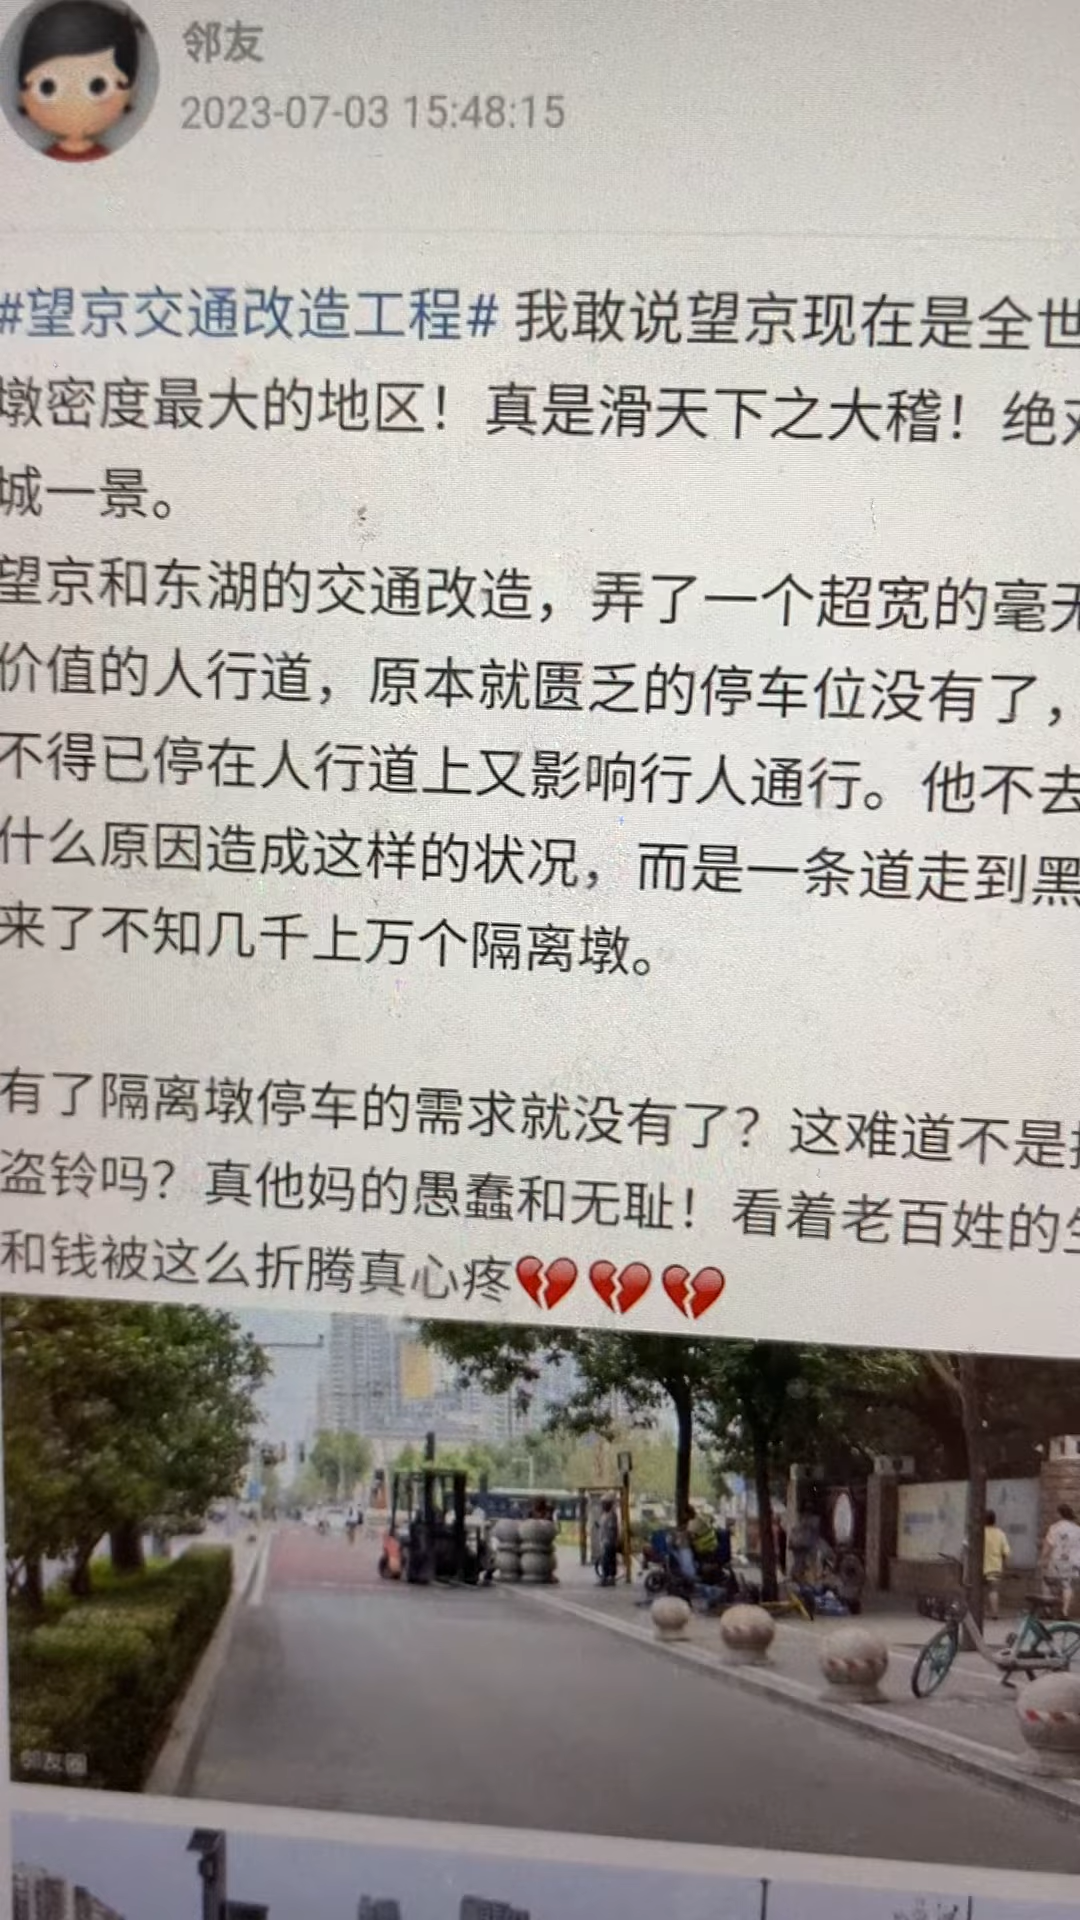 邻友
2023-07-03 15:48:15
#望京交通改造工程# 我敢说望京现在是全世
墩密度最大的地区！真是滑天下之大稽！绝
城一景。
望京和东湖的交通改造，弄了一个超宽的毫无
价值的人行道，原本就匮乏的停车位没有了，
不得已停在人行道上又影响行人通行。他不去
什么原因造成这样的状况，而是一条道走到黑
来了不知几千上万个隔离墩。
有了隔离墩停车的需求就没有了？这难道不是
盗铃吗？真他妈的愚蠢和无耻！看着老百姓的
和钱被这么折腾真心疼
邻友圈